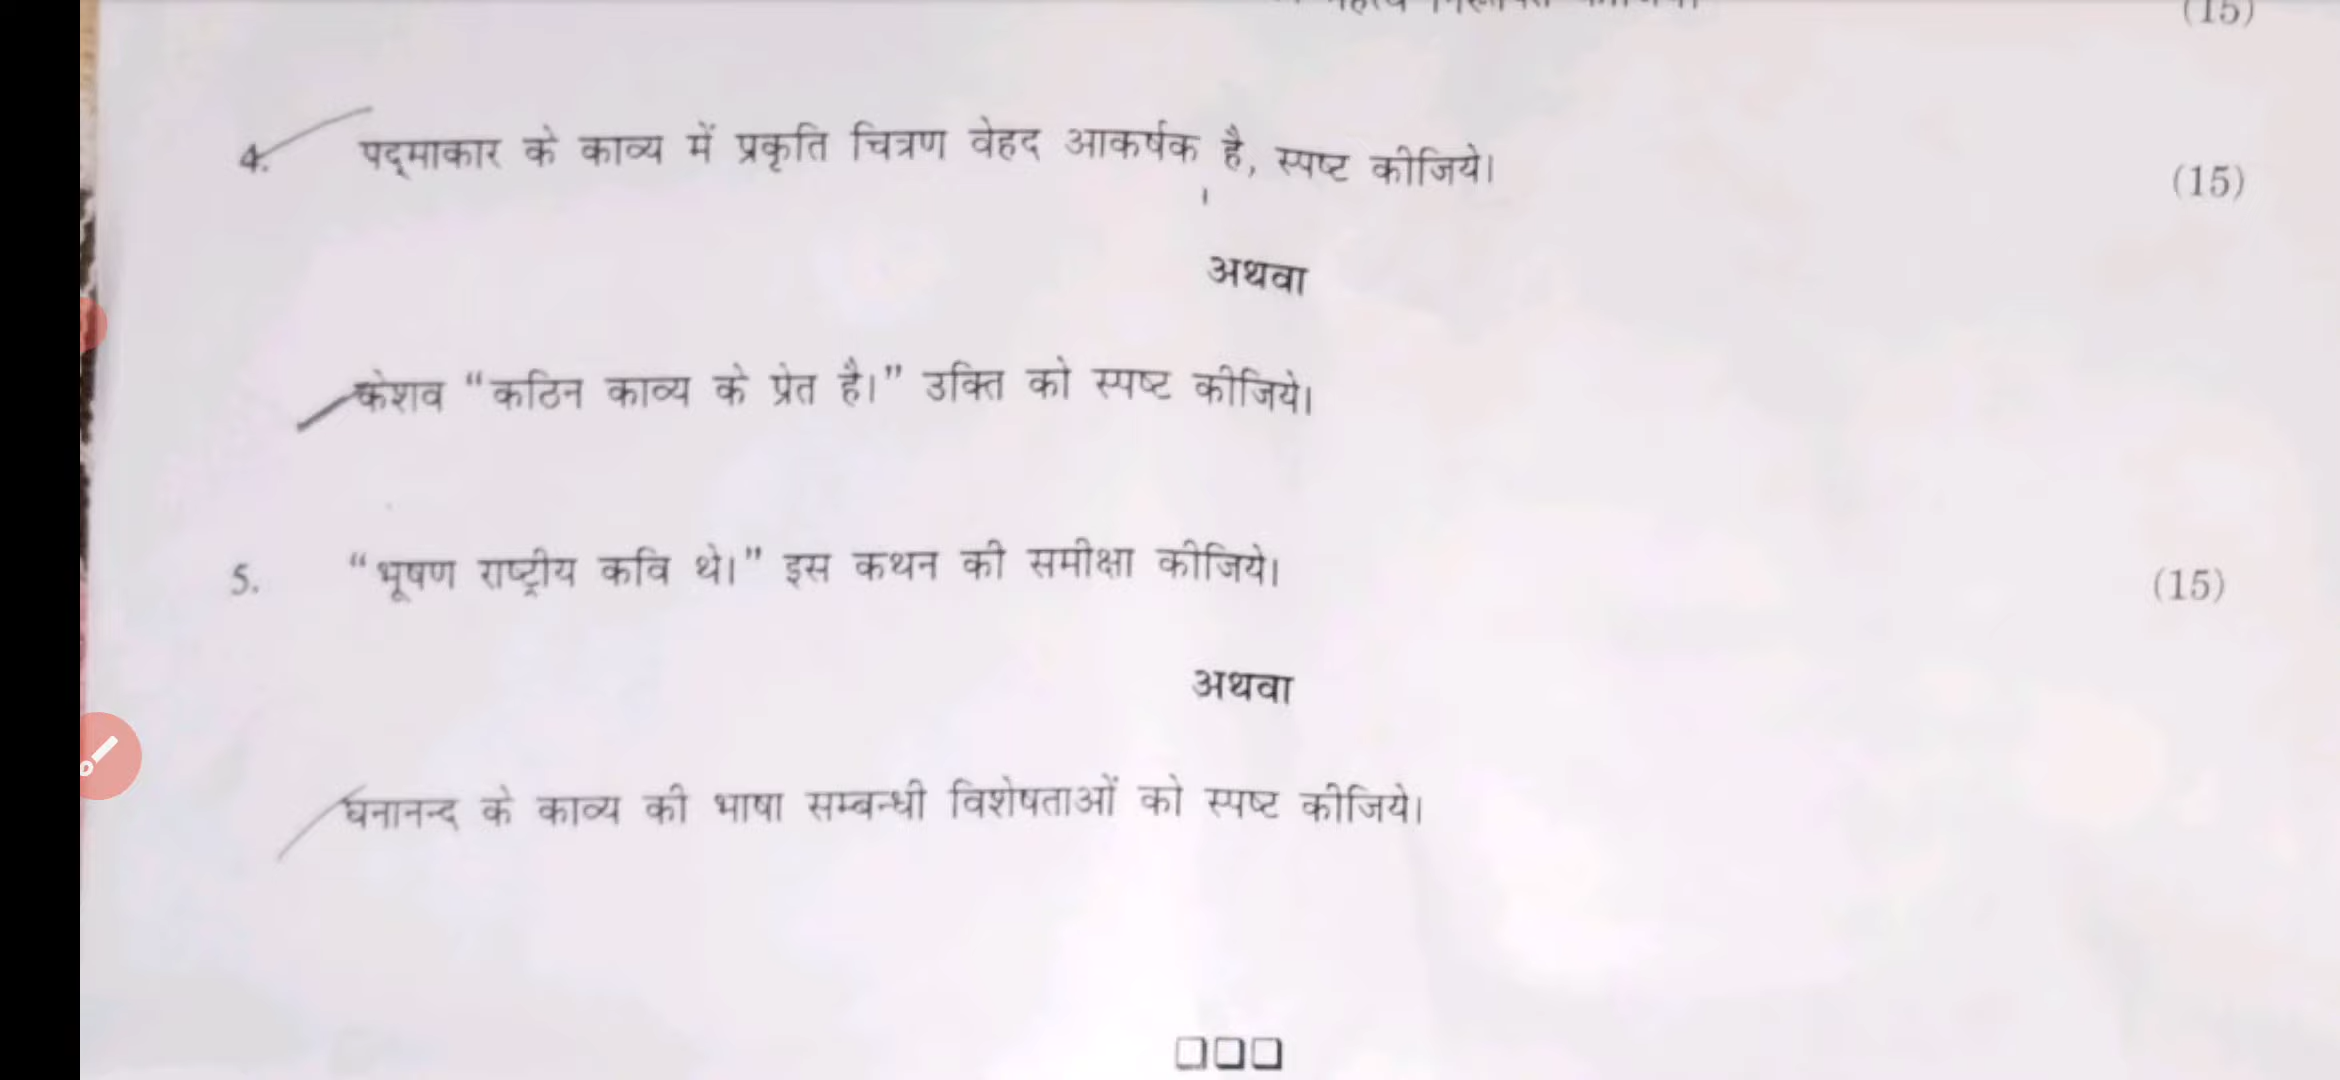 (15)
4. पद्माकार के काव्य में प्रकृति चित्रण वेहद आकर्षक है, स्पष्ट कीजिये। (15)
अथवा
केशव “कठिन काव्य के प्रेत है।” उक्ति को स्पष्ट कीजिये।
5. “भूषण राष्ट्रीय कवि थे।” इस कथन की समीक्षा कीजिये। (15)
अथवा
घनानन्द के काव्य की भाषा सम्बन्धी विशेषताओं को स्पष्ट कीजिये।